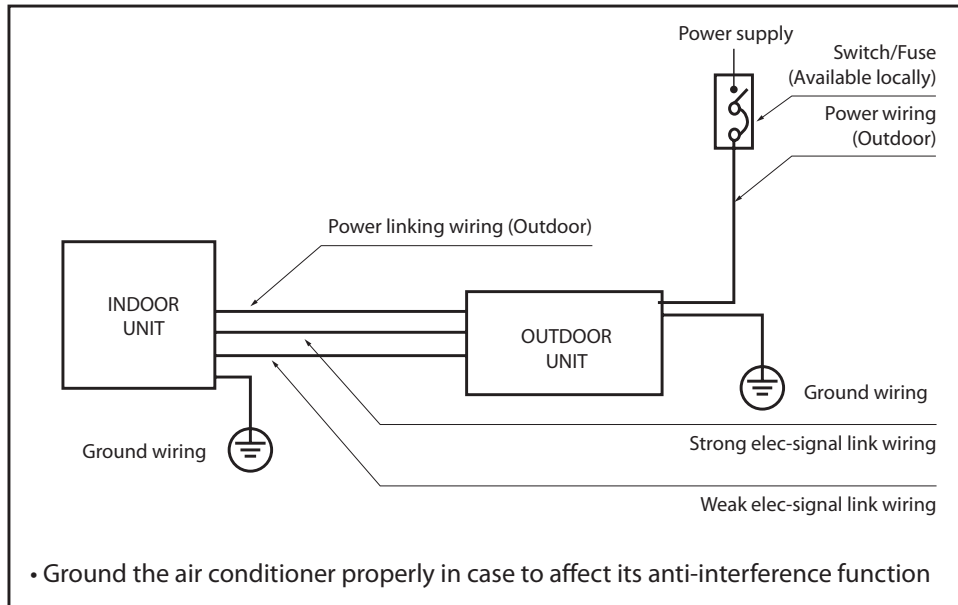 Power supply
Switch/Fuse
(Available locally)
Power wiring
(Outdoor)
Power linking wiring (Outdoor)
INDOOR
UNIT
OUTDOOR
UNIT
Ground wiring
Ground wiring
Strong elec-signal link wiring
Weak elec-signal link wiring
• Ground the air conditioner properly in case to affect its anti-interference function